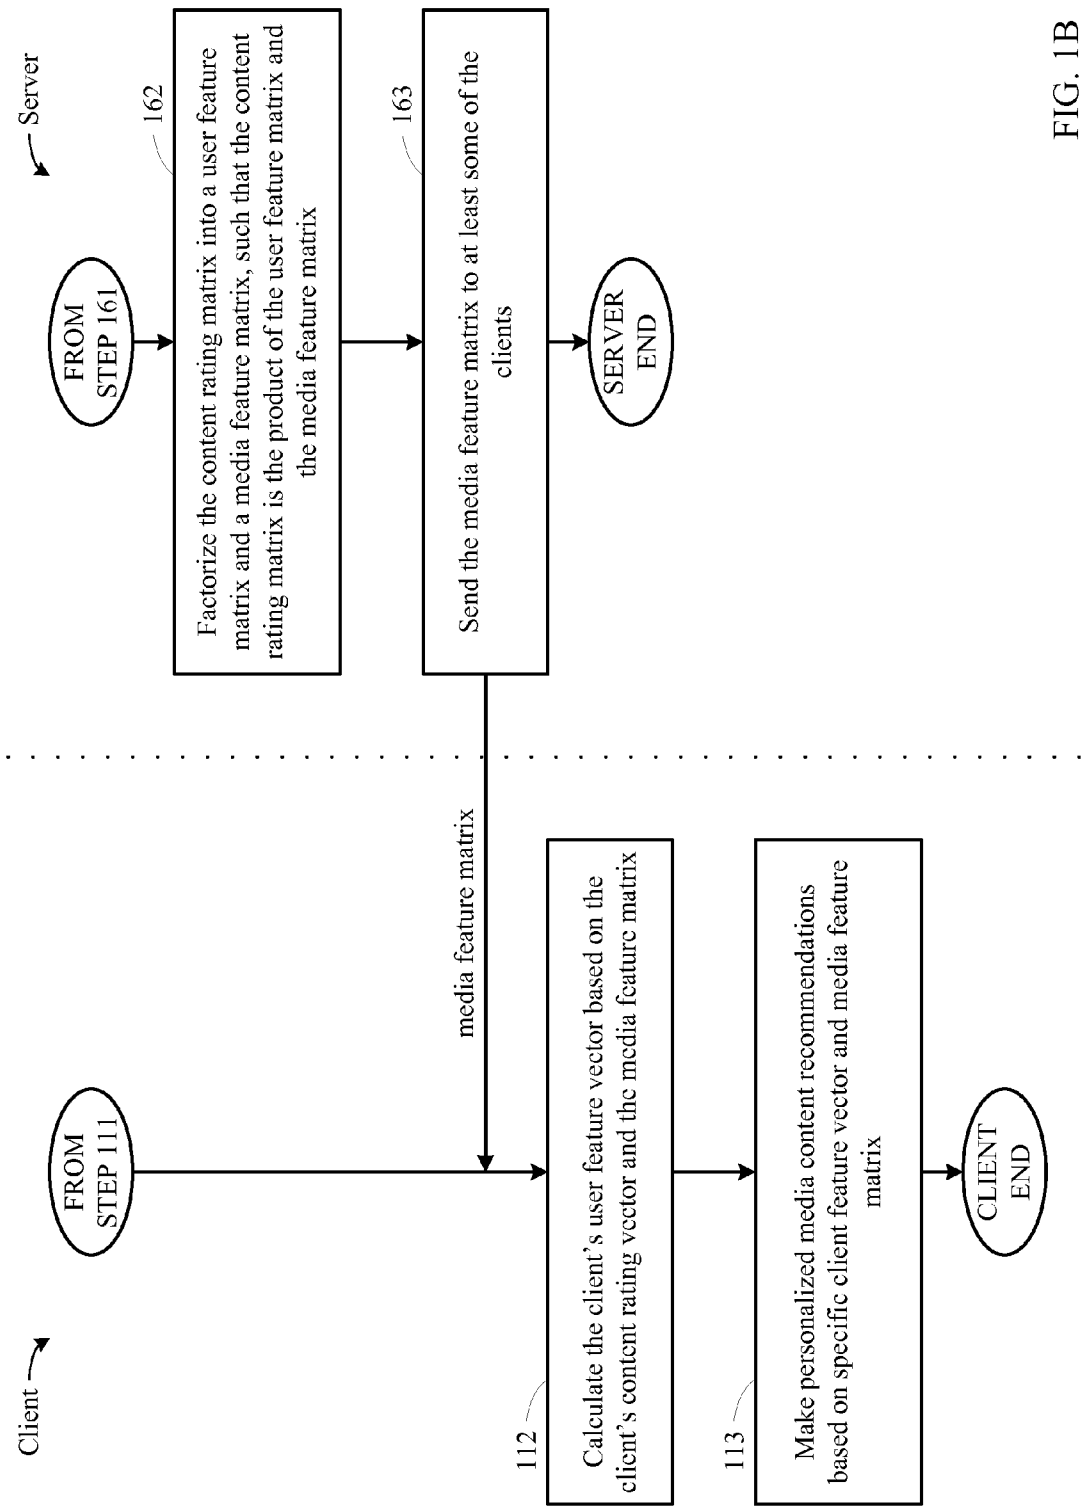 Client
Server
FROM
STEP 111
FROM
STEP 161
162
Factorize the content rating matrix into a user feature
matrix and a media feature matrix, such that the content
rating matrix is the product of the user feature matrix and
the media feature matrix
163
Send the media feature matrix to at least some of the
clients
media feature matrix
SERVER
END
112
Calculate the client's user feature vector based on the
client's content rating vector and the media feature matrix
113
Make personalized media content recommendations
based on specific client feature vector and media feature
matrix
CLIENT
END
FIG. 1B